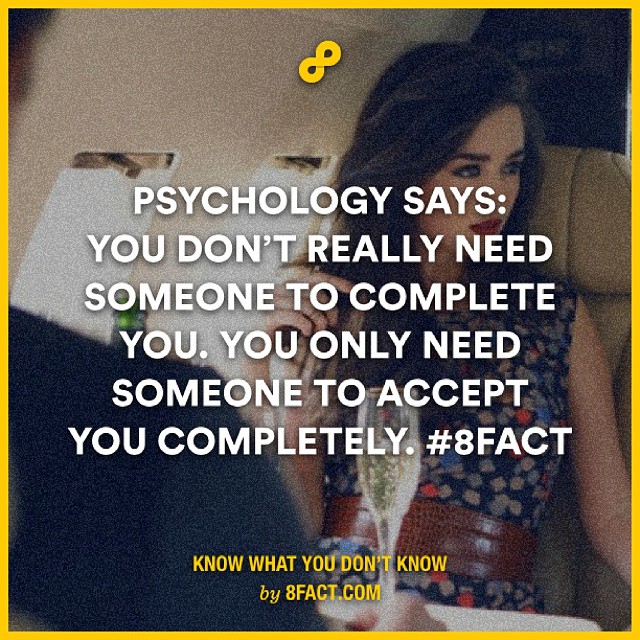 PSYCHOLOGY SAYS:
YOU DON'T REALLY NEED
SOMEONE TO COMPLETE
YOU. YOU ONLY NEED
SOMEONE TO ACCEPT
YOU COMPLETELY. #8FACT
KNOW WHAT YOU DON'T KNOW
by 8FACT.COM